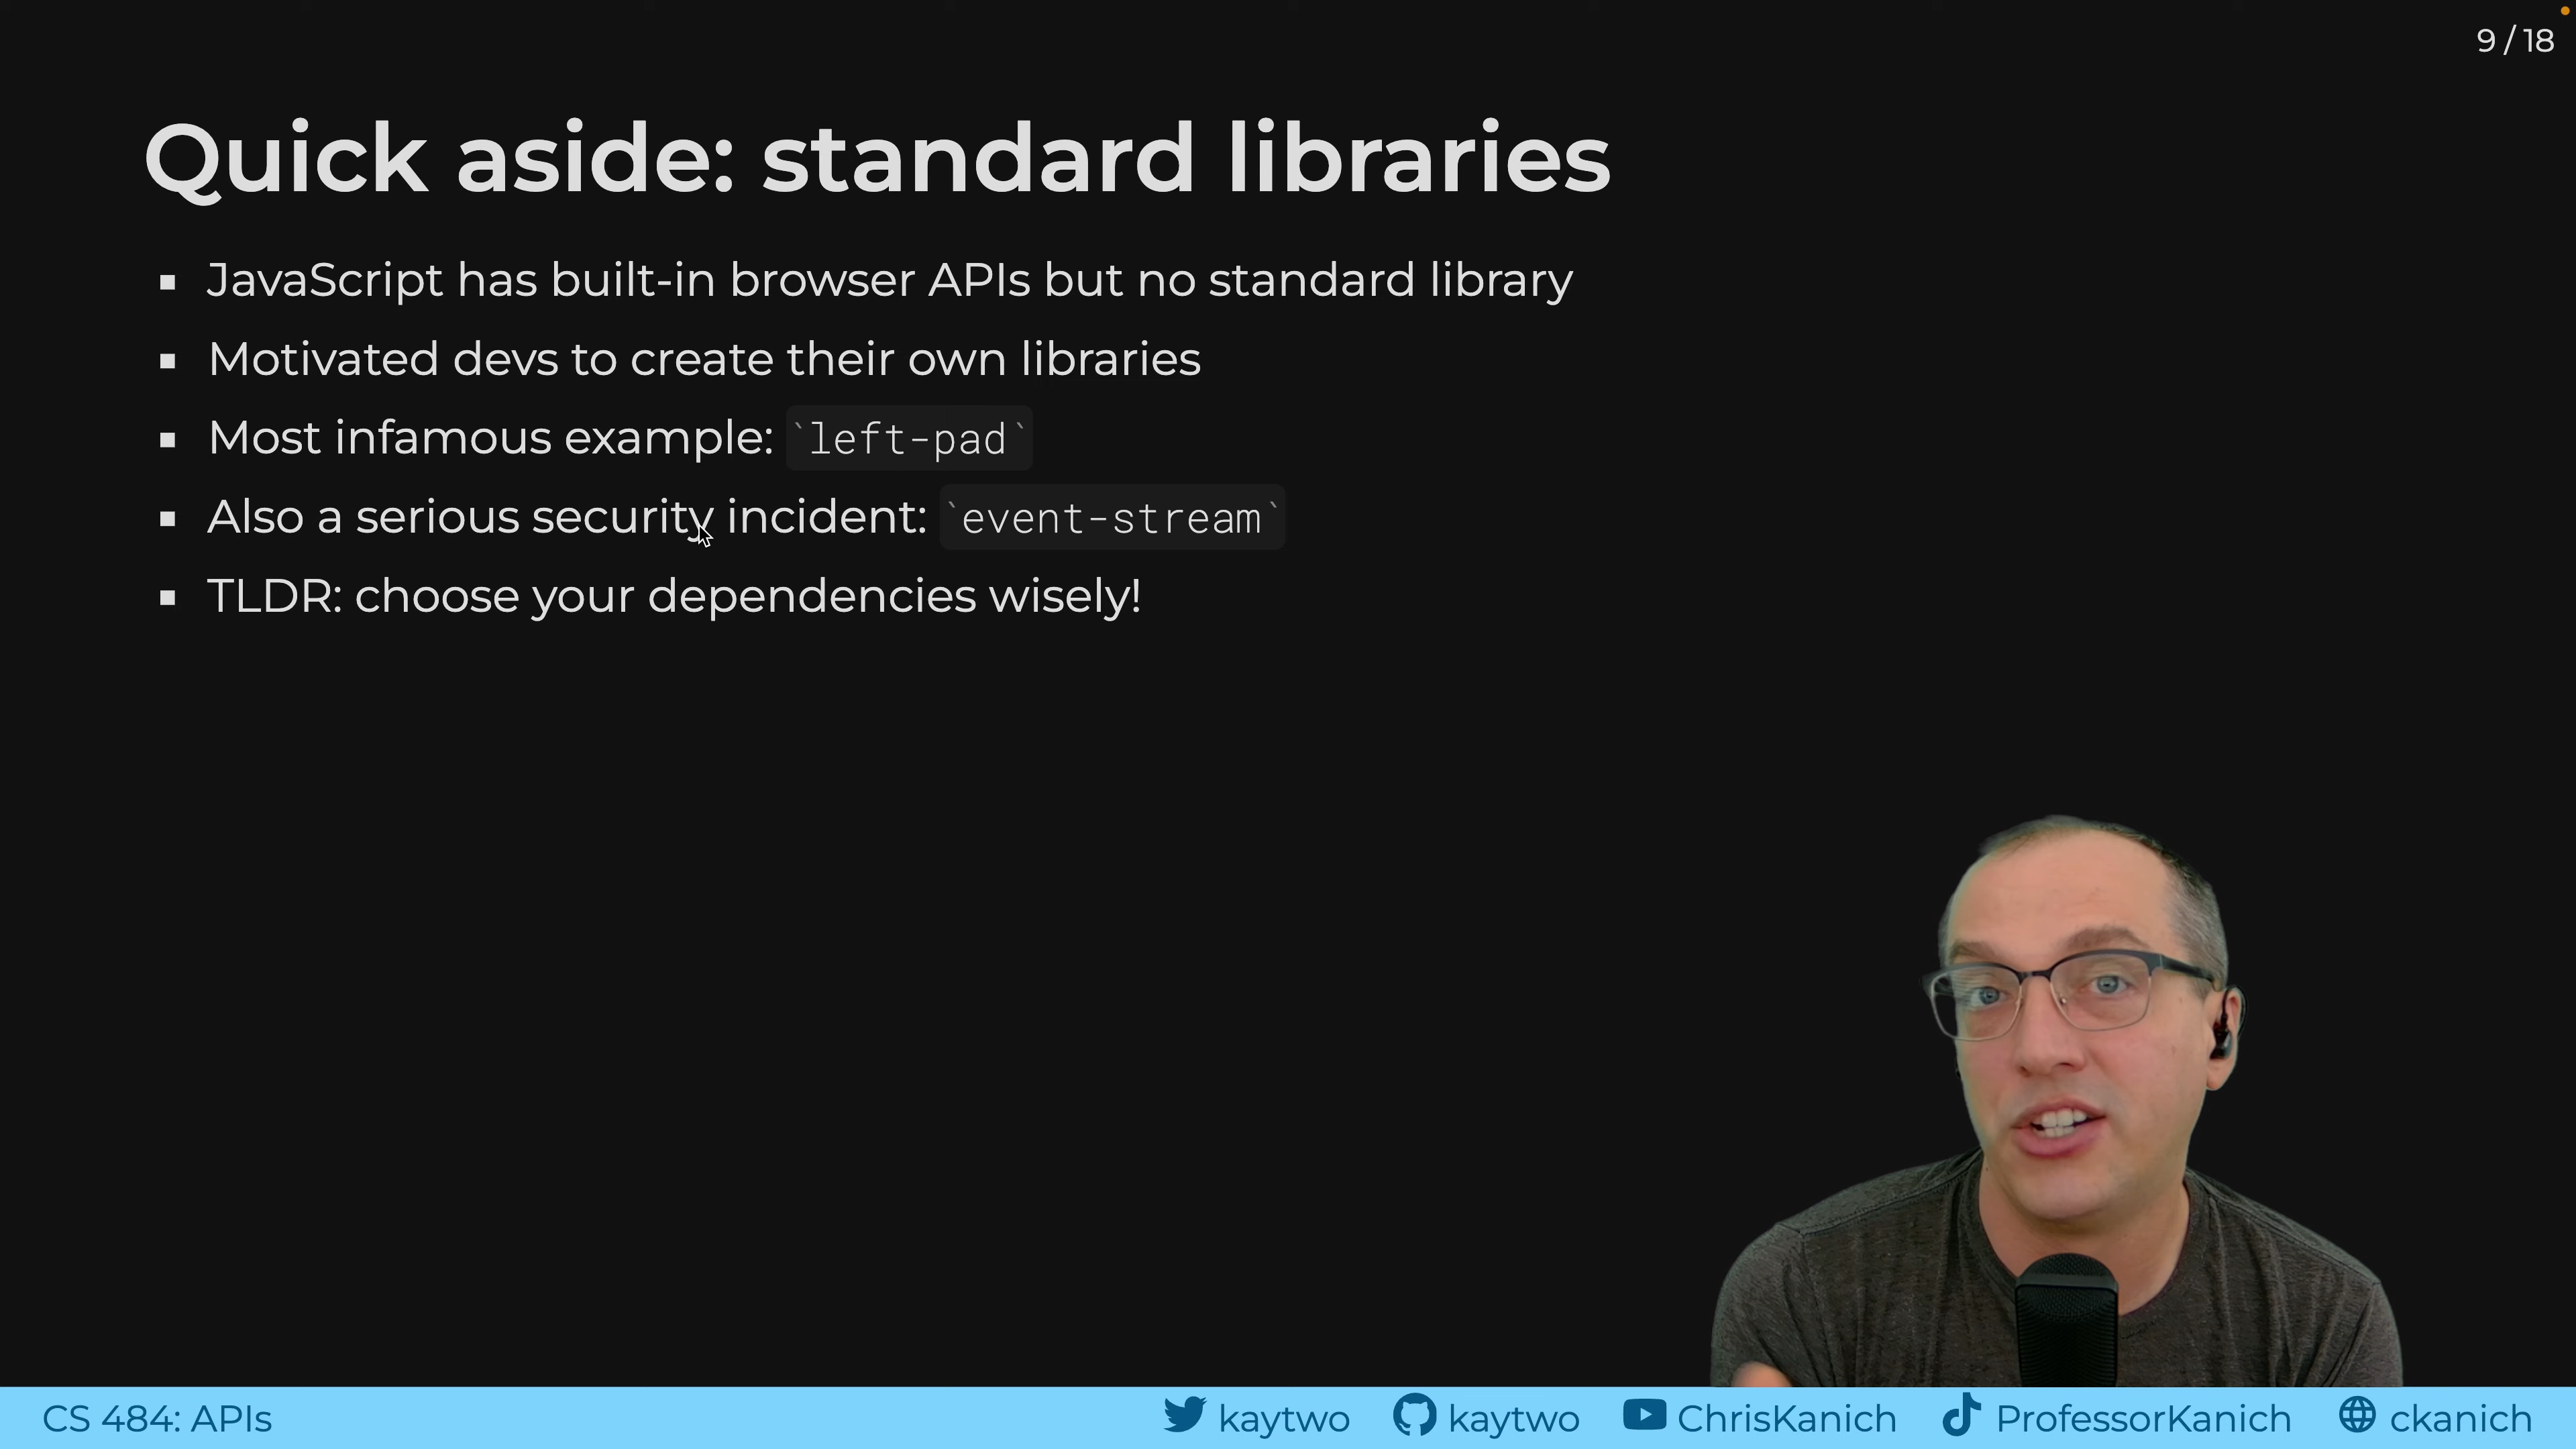 9 / 18
Quick aside: standard libraries
▪ JavaScript has built-in browser APIs but no standard library
▪ Motivated devs to create their own libraries
▪ Most infamous example: `left-pad`
▪ Also a serious security incident: `event-stream`
▪ TLDR: choose your dependencies wisely!
CS 484: APIs kaytwo kaytwo ChrisKanich ProfessorKanich ckanich